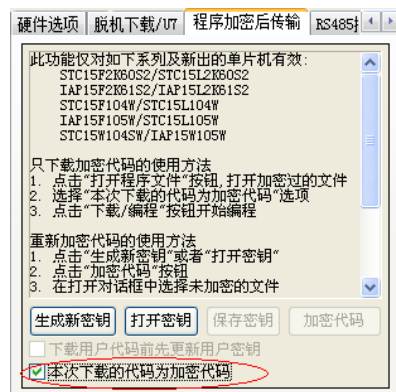 硬件选项 脱机下载/U7 程序加密后传输 RS485
此功能仅对如下系列及新出的单片机有效:
STC15F2K60S2/STC15L2K60S2
IAP15F2K61S2/IAP15L2K61S2
STC15F104W/STC15L104W
IAP15F105W/STC15L105W
STC15W104SW/IAP15W105W
只下载加密代码的使用方法
1. 点击"打开程序文件"按钮,打开加密过的文件
2. 选择"本次下载的代码为加密代码"选项
3. 点击"下载/编程"按钮开始编程
重新加密代码的使用方法
1. 点击"生成新密钥"或者"打开密钥"
2. 点击"加密代码"按钮
3. 在打开对话框中选择未加密的文件
生成新密钥 打开密钥 保存密钥 加密代码
下载用户代码前先更新用户密钥
本次下载的代码为加密代码